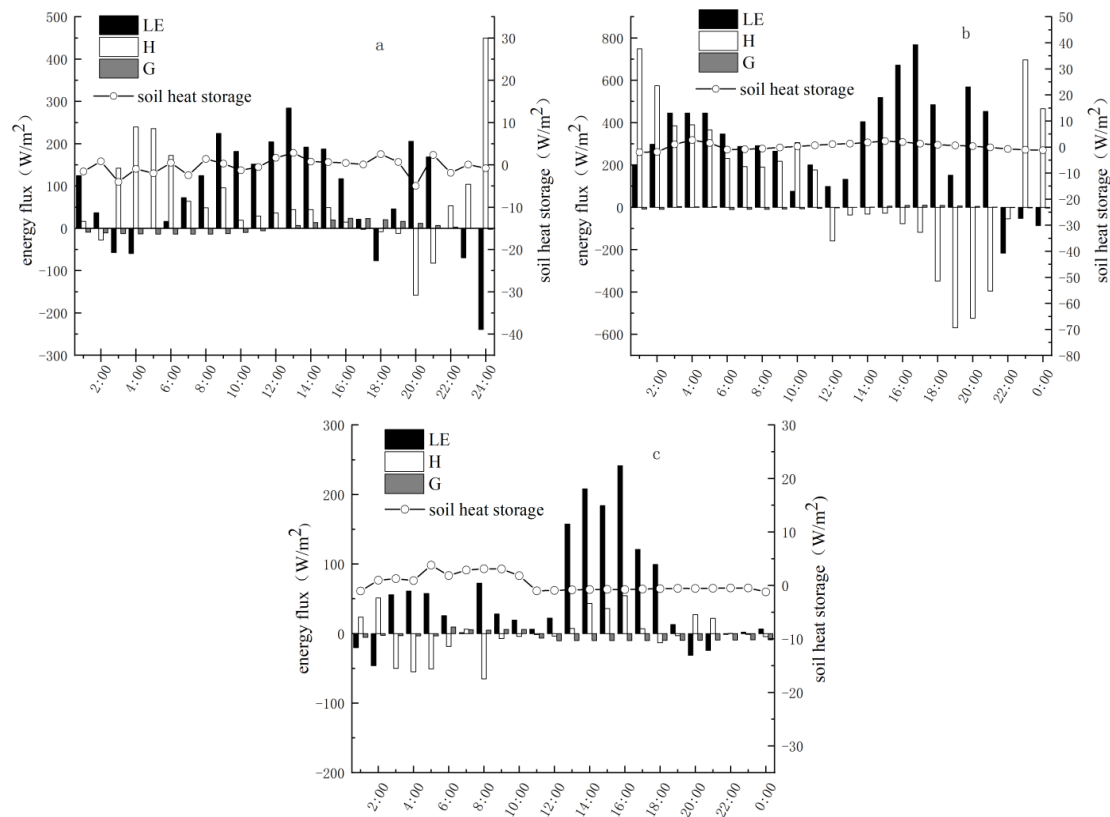 a
LE
H
G
soil heat storage
energy flux（W/m²）
500
450
400
350
300
250
200
150
100
50
0
-50
-100
-150
-200
-250
-300
30
20
10
0
-10
-20
-30
-40
soil heat storage（W/m²）
2:00 4:00 6:00 8:00 10:00 12:00 14:00 16:00 18:00 20:00 22:00 24:00
b
LE
H
G
soil heat storage
energy flux（W/m²）
800
600
400
200
0
-200
-400
-600
50
40
30
20
10
0
-10
-20
-30
-40
-50
-60
-70
-80
soil heat storage（W/m²）
2:00 4:00 6:00 8:00 10:00 12:00 14:00 16:00 18:00 20:00 22:00 0:00
c
LE
H
G
soil heat storage
energy flux（W/m²）
300
200
100
0
-100
-200
30
20
10
0
-10
-20
-30
soil heat storage（W/m²）
2:00 4:00 6:00 8:00 10:00 12:00 14:00 16:00 18:00 20:00 22:00 0:00